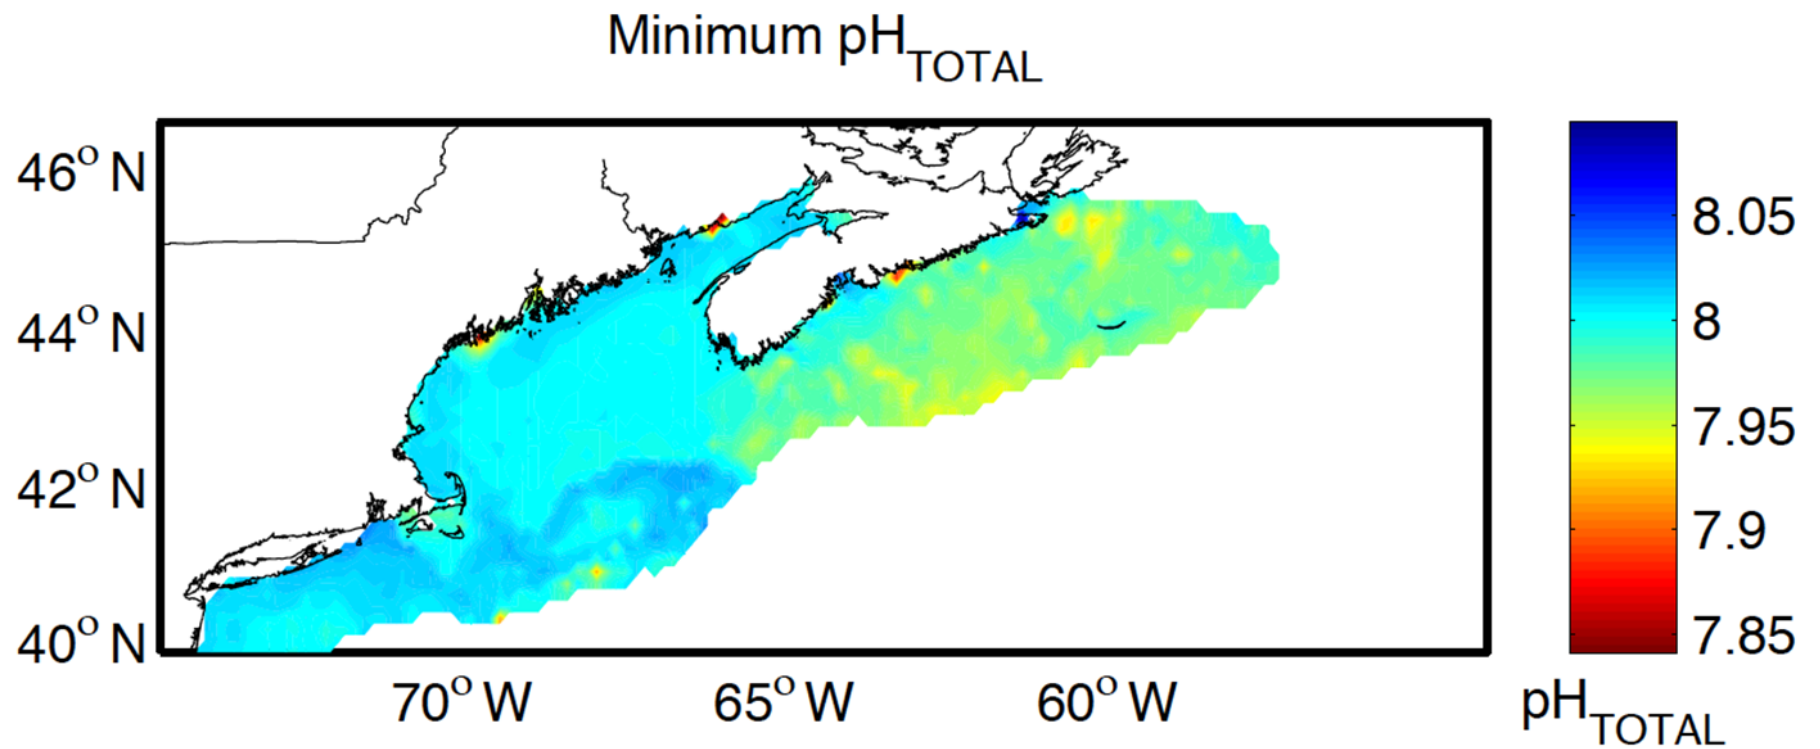 Minimum pH_TOTAL
46° N
44° N
42° N
40° N
70° W
65° W
60° W
8.05
8
7.95
7.9
7.85
pH_TOTAL